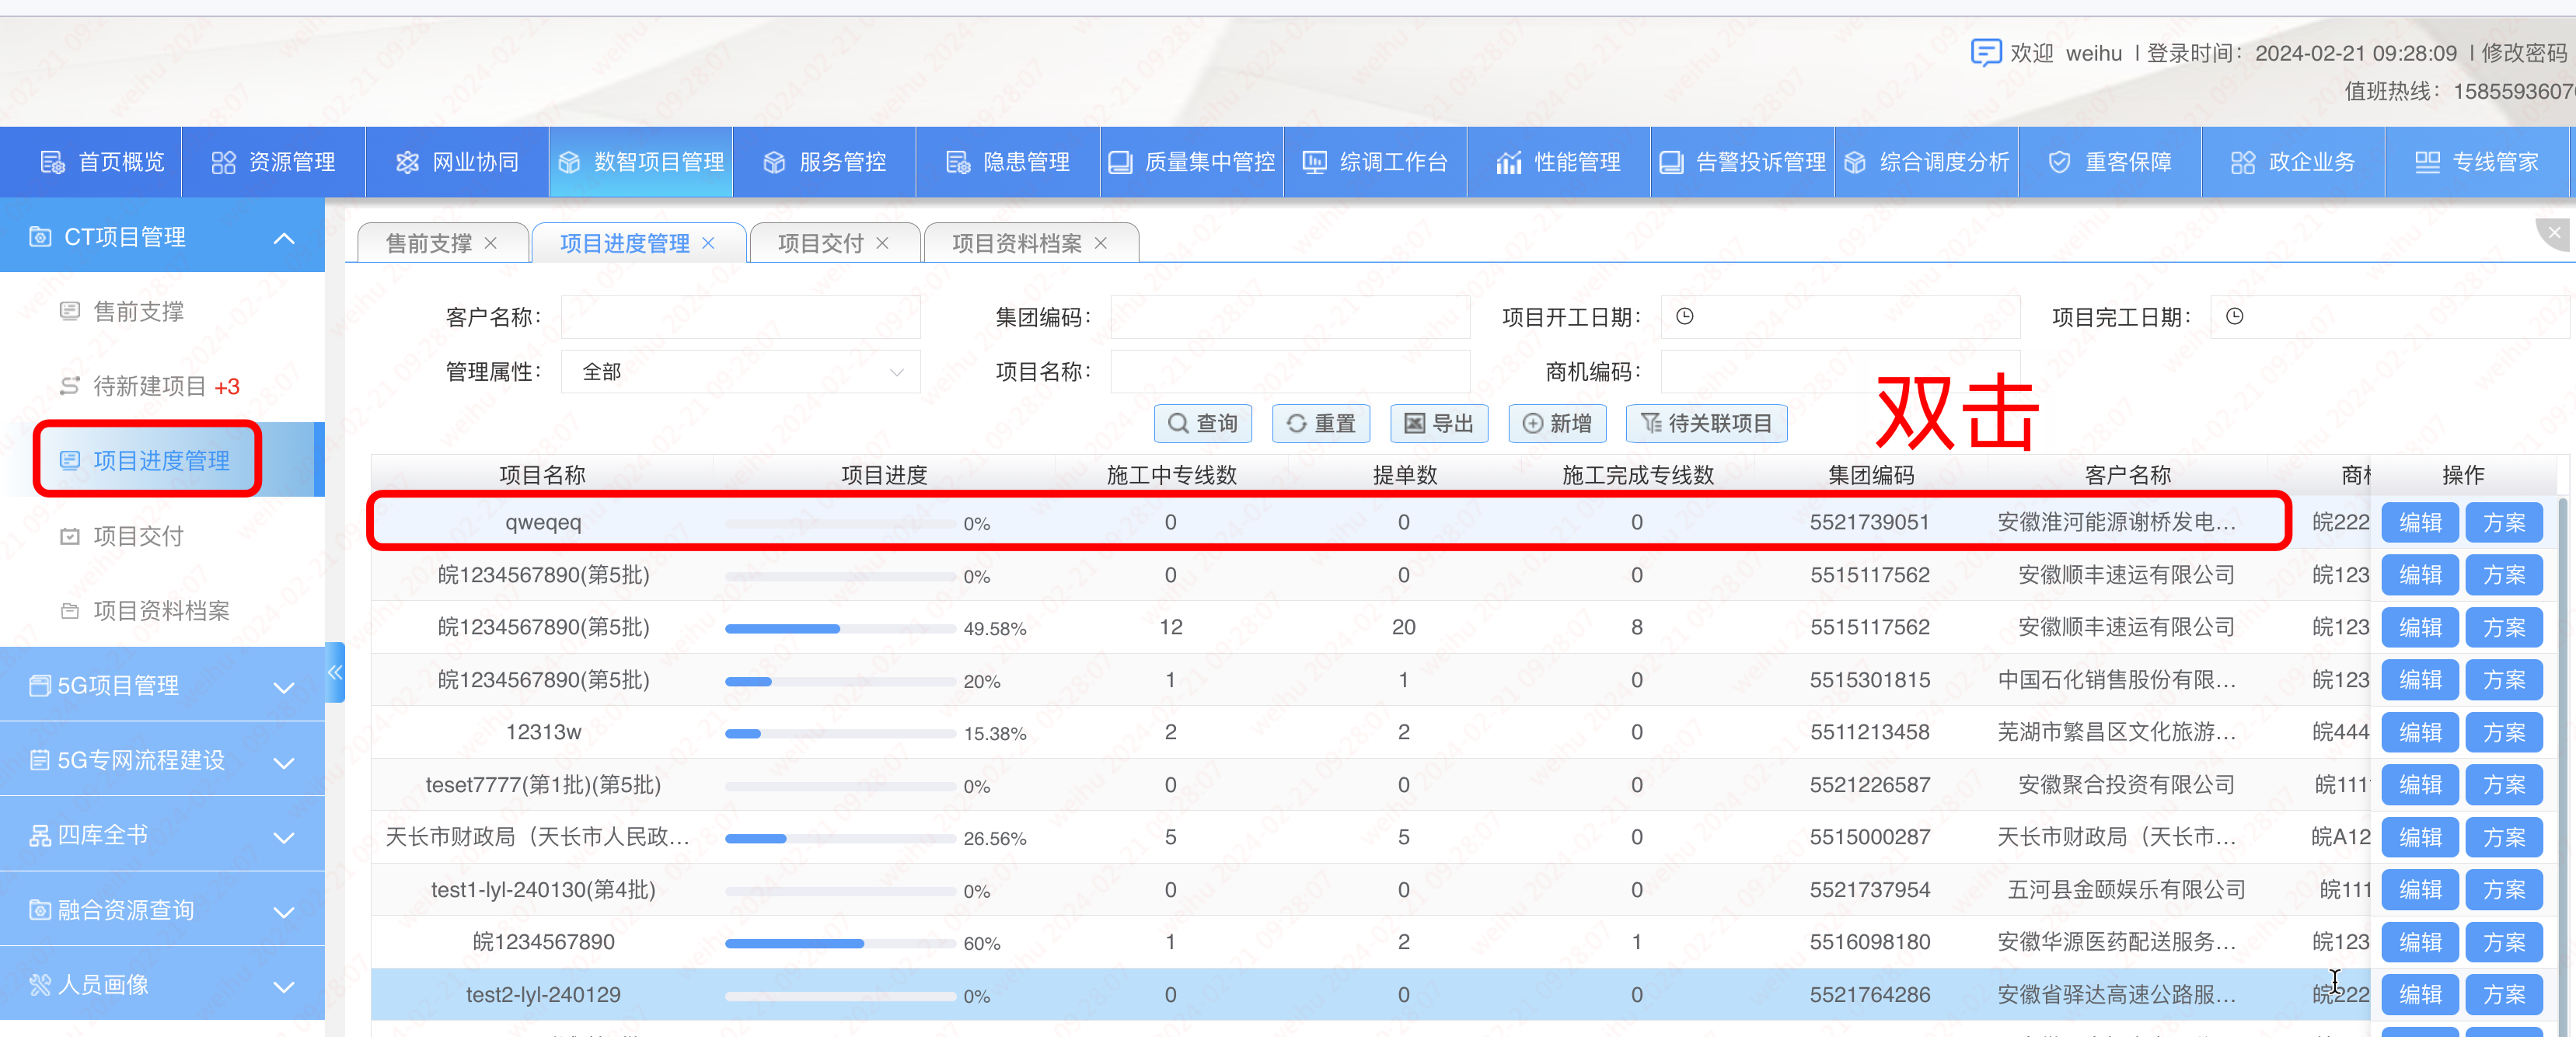 欢迎 weihu | 登录时间：2024-02-21 09:28:09 | 修改密码
值班热线：1585593607
首页概览 资源管理 网业协同 数智项目管理 服务管控 隐患管理 质量集中管控 综调工作台 性能管理 告警投诉管理 综合调度分析 重客保障 政企业务 专线管家
CT项目管理
售前支撑
待新建项目 +3
项目进度管理
项目交付
项目资料档案
5G项目管理
5G专网流程建设
四库全书
融合资源查询
人员画像
售前支撑 × 项目进度管理 × 项目交付 × 项目资料档案 ×
客户名称： 集团编码： 项目开工日期： 项目完工日期：
管理属性： 全部 项目名称： 商机编码：
双击
查询 重置 导出 新增 待关联项目
项目名称 项目进度 施工中专线数 提单数 施工完成专线数 集团编码 客户名称 商机 操作
qweqeq 0% 0 0 0 5521739051 安徽淮河能源谢桥发电... 皖222 编辑 方案
皖1234567890(第5批) 0% 0 0 0 5515117562 安徽顺丰速运有限公司 皖123 编辑 方案
皖1234567890(第5批) 49.58% 12 20 8 5515117562 安徽顺丰速运有限公司 皖123 编辑 方案
皖1234567890(第5批) 20% 1 1 0 5515301815 中国石化销售股份有限... 皖123 编辑 方案
12313w 15.38% 2 2 0 5511213458 芜湖市繁昌区文化旅游... 皖444 编辑 方案
teset7777(第1批)(第5批) 0% 0 0 0 5521226587 安徽聚合投资有限公司 皖111 编辑 方案
天长市财政局（天长市人民政... 26.56% 5 5 0 5515000287 天长市财政局（天长市... 皖A12 编辑 方案
test1-lyl-240130(第4批) 0% 0 0 0 5521737954 五河县金颐娱乐有限公司 皖111 编辑 方案
皖1234567890 60% 1 2 1 5516098180 安徽华源医药配送服务... 皖123 编辑 方案
test2-lyl-240129 0% 0 0 0 5521764286 安徽省驿达高速公路服... 皖222 编辑 方案
weihu 2024-02-21 09:28:07